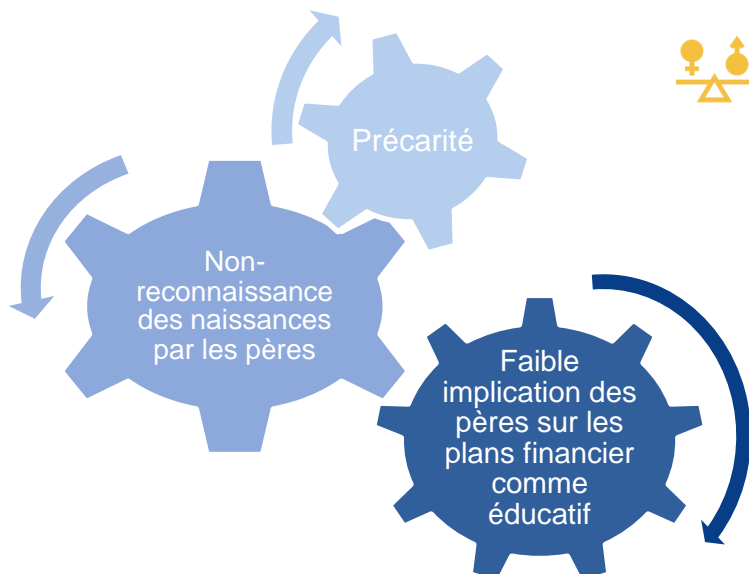 Précarité
Non-
reconnaissance
des naissances
par les pères
Faible
implication des
pères sur les
plans financier
comme
éducatif